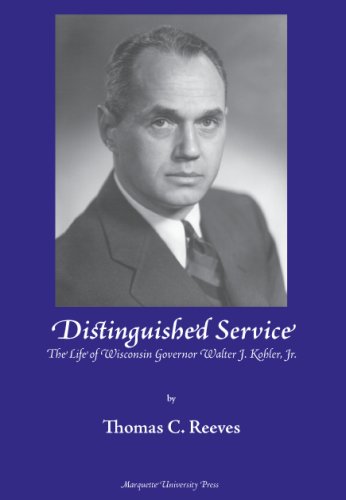 Distinguished Service
The Life of Wisconsin Governor Walter J. Kohler, Jr.
by
Thomas C. Reeves
Marquette University Press